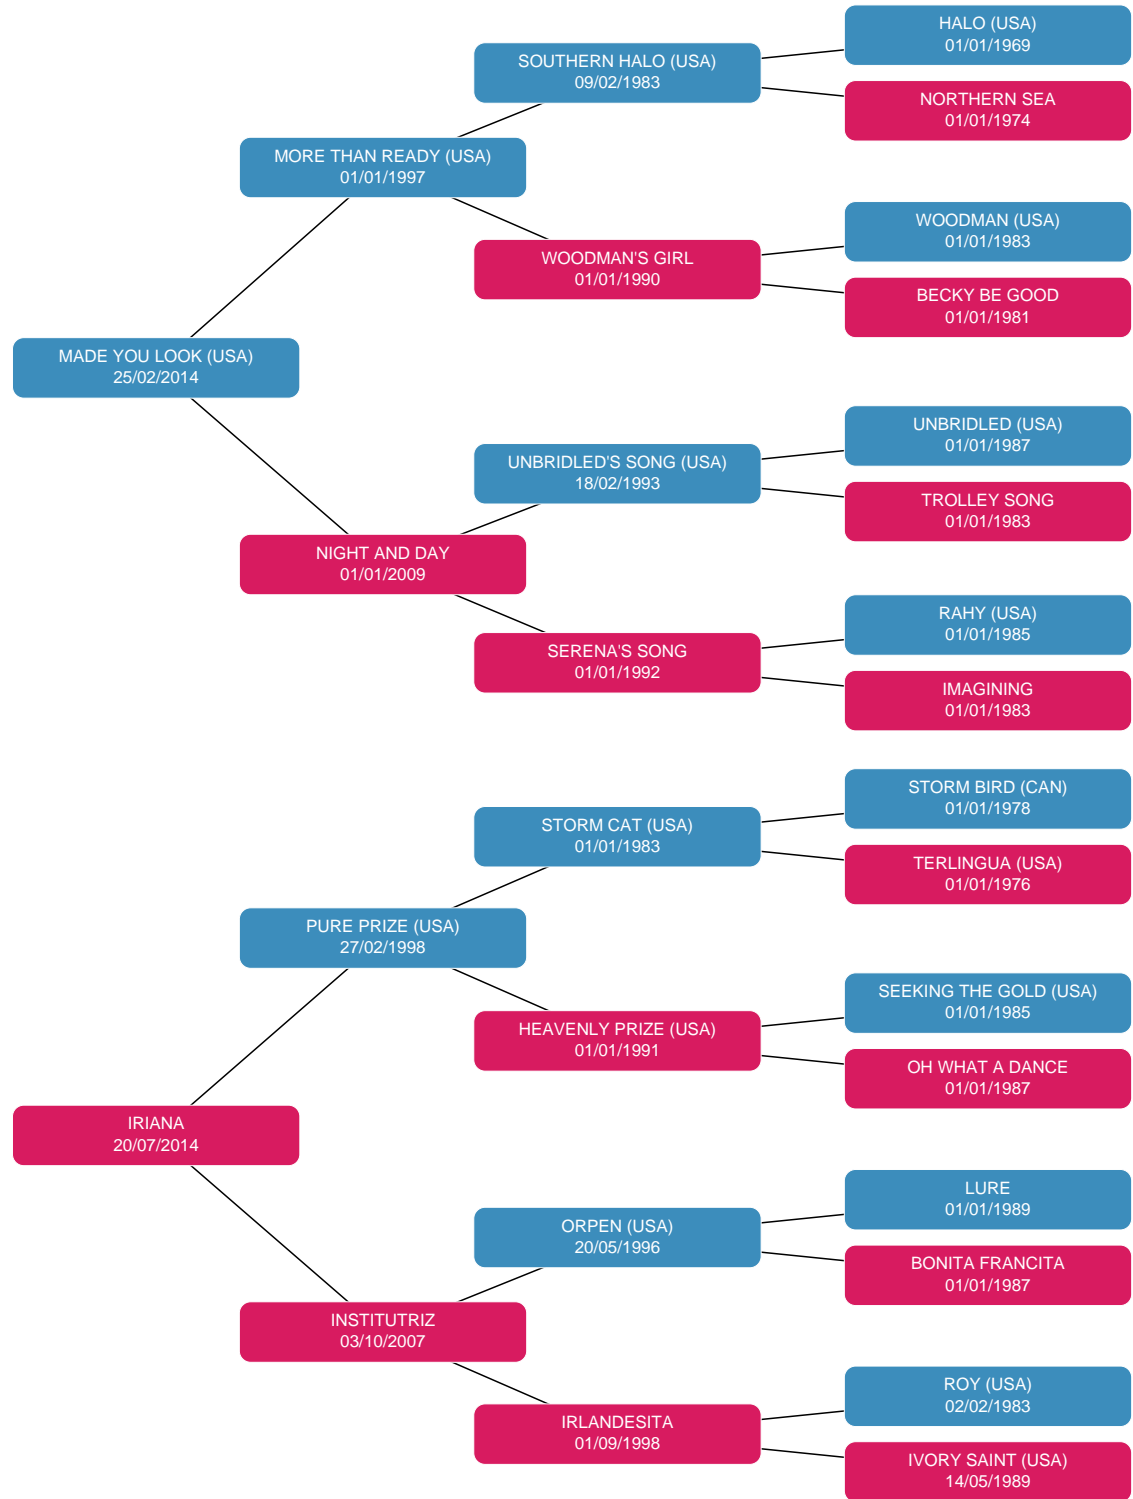 HALO (USA)
01/01/1969
SOUTHERN HALO (USA)
09/02/1983
NORTHERN SEA
01/01/1974
MORE THAN READY (USA)
01/01/1997
WOODMAN (USA)
01/01/1983
WOODMAN'S GIRL
01/01/1990
BECKY BE GOOD
01/01/1981
MADE YOU LOOK (USA)
25/02/2014
UNBRIDLED (USA)
01/01/1987
UNBRIDLED'S SONG (USA)
18/02/1993
TROLLEY SONG
01/01/1983
NIGHT AND DAY
01/01/2009
RAHY (USA)
01/01/1985
SERENA'S SONG
01/01/1992
IMAGINING
01/01/1983
STORM BIRD (CAN)
01/01/1978
STORM CAT (USA)
01/01/1983
TERLINGUA (USA)
01/01/1976
PURE PRIZE (USA)
27/02/1998
SEEKING THE GOLD (USA)
01/01/1985
HEAVENLY PRIZE (USA)
01/01/1991
OH WHAT A DANCE
01/01/1987
IRIANA
20/07/2014
LURE
01/01/1989
ORPEN (USA)
20/05/1996
BONITA FRANCITA
01/01/1987
INSTITUTRIZ
03/10/2007
ROY (USA)
02/02/1983
IRLANDESITA
01/09/1998
IVORY SAINT (USA)
14/05/1989